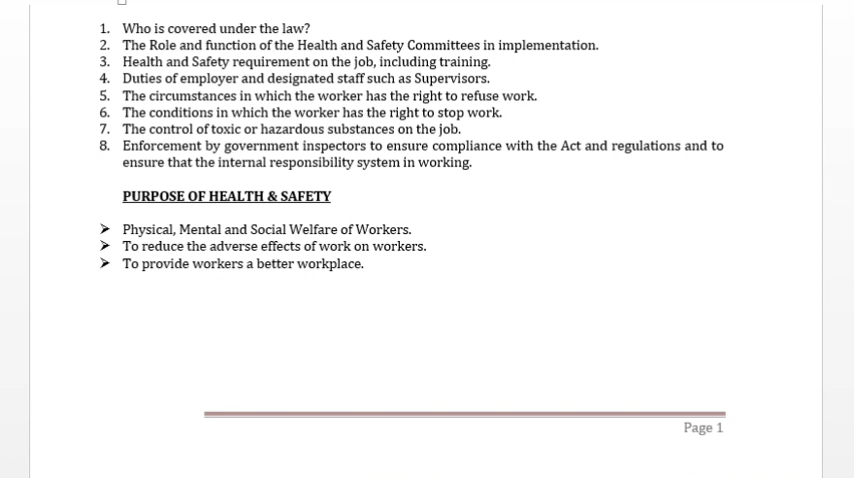 1. Who is covered under the law?
2. The Role and function of the Health and Safety Committees in implementation.
3. Health and Safety requirement on the job, including training.
4. Duties of employer and designated staff such as Supervisors.
5. The circumstances in which the worker has the right to refuse work.
6. The conditions in which the worker has the right to stop work.
7. The control of toxic or hazardous substances on the job.
8. Enforcement by government inspectors to ensure compliance with the Act and regulations and to
ensure that the internal responsibility system in working.
PURPOSE OF HEALTH & SAFETY
➢ Physical, Mental and Social Welfare of Workers.
➢ To reduce the adverse effects of work on workers.
➢ To provide workers a better workplace.
Page 1